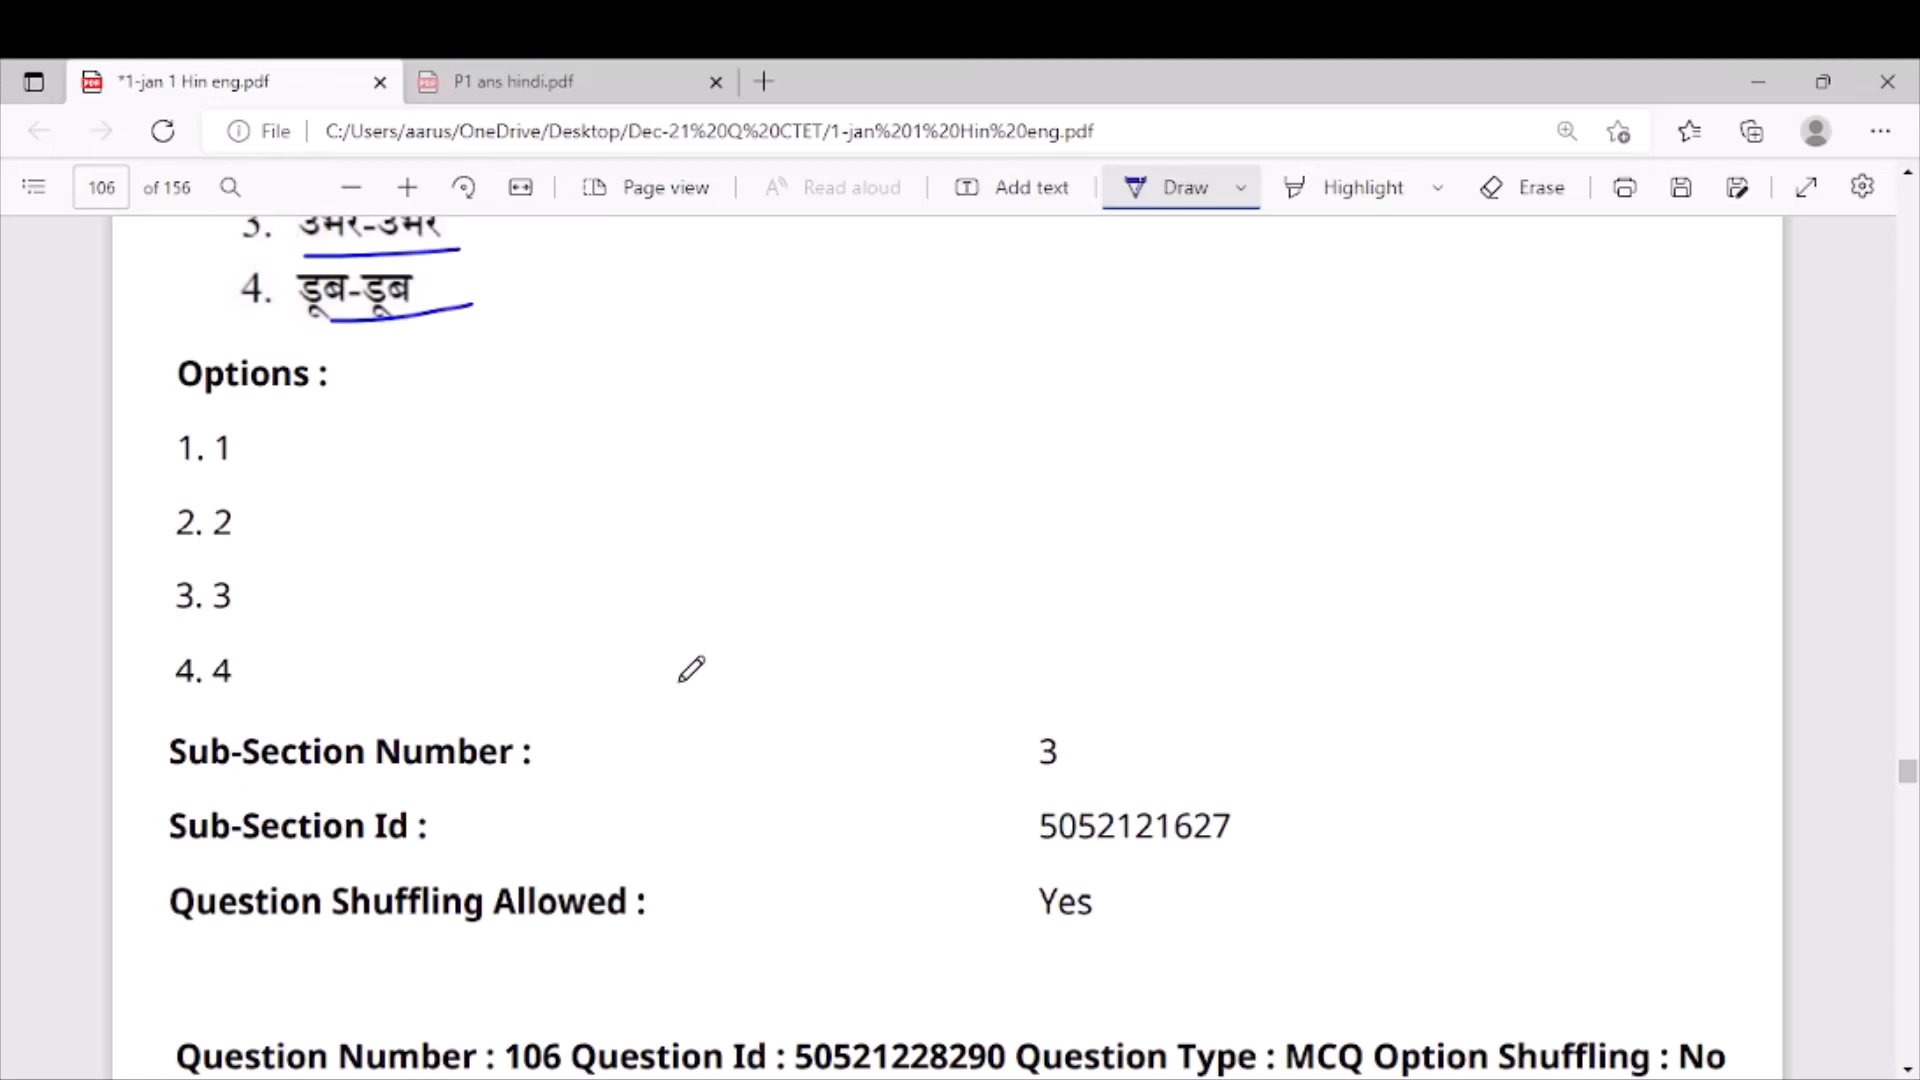 *1-jan 1 Hin eng.pdf
P1 ans hindi.pdf
File
C:/Users/aarus/OneDrive/Desktop/Dec-21%20Q%20CTET/1-jan%201%20Hin%20eng.pdf
106 of 156
Page view
Read aloud
Add text
Draw
Highlight
Erase
3. उभर-उभर
4. डूब-डूब
Options :
1. 1
2. 2
3. 3
4. 4
Sub-Section Number : 3
Sub-Section Id : 5052121627
Question Shuffling Allowed : Yes
Question Number : 106 Question Id : 50521228290 Question Type : MCQ Option Shuffling : No